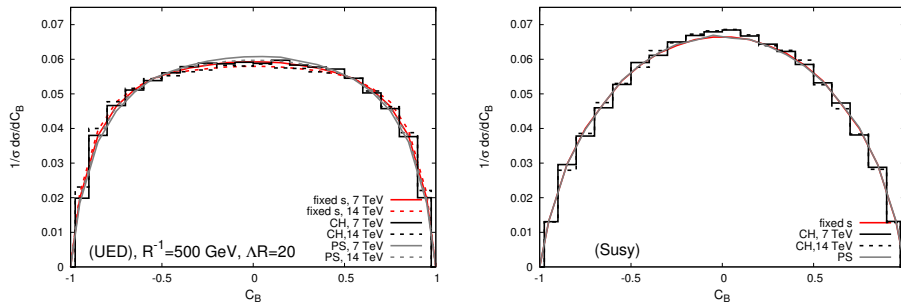 1/σ dσ/dC_B
0.07
0.06
0.05
0.04
0.03
0.02
0.01
0
-1
-0.5
0
0.5
1
C_B
fixed s, 7 TeV
fixed s, 14 TeV
CH, 7 TeV
CH,14 TeV
PS, 7 TeV
PS, 14 TeV
(UED), R^{-1}=500 GeV, ΛR=20
1/σ dσ/dC_B
0.07
0.06
0.05
0.04
0.03
0.02
0.01
0
-1
-0.5
0
0.5
1
C_B
fixed s
CH, 7 TeV
CH,14 TeV
PS
(Susy)